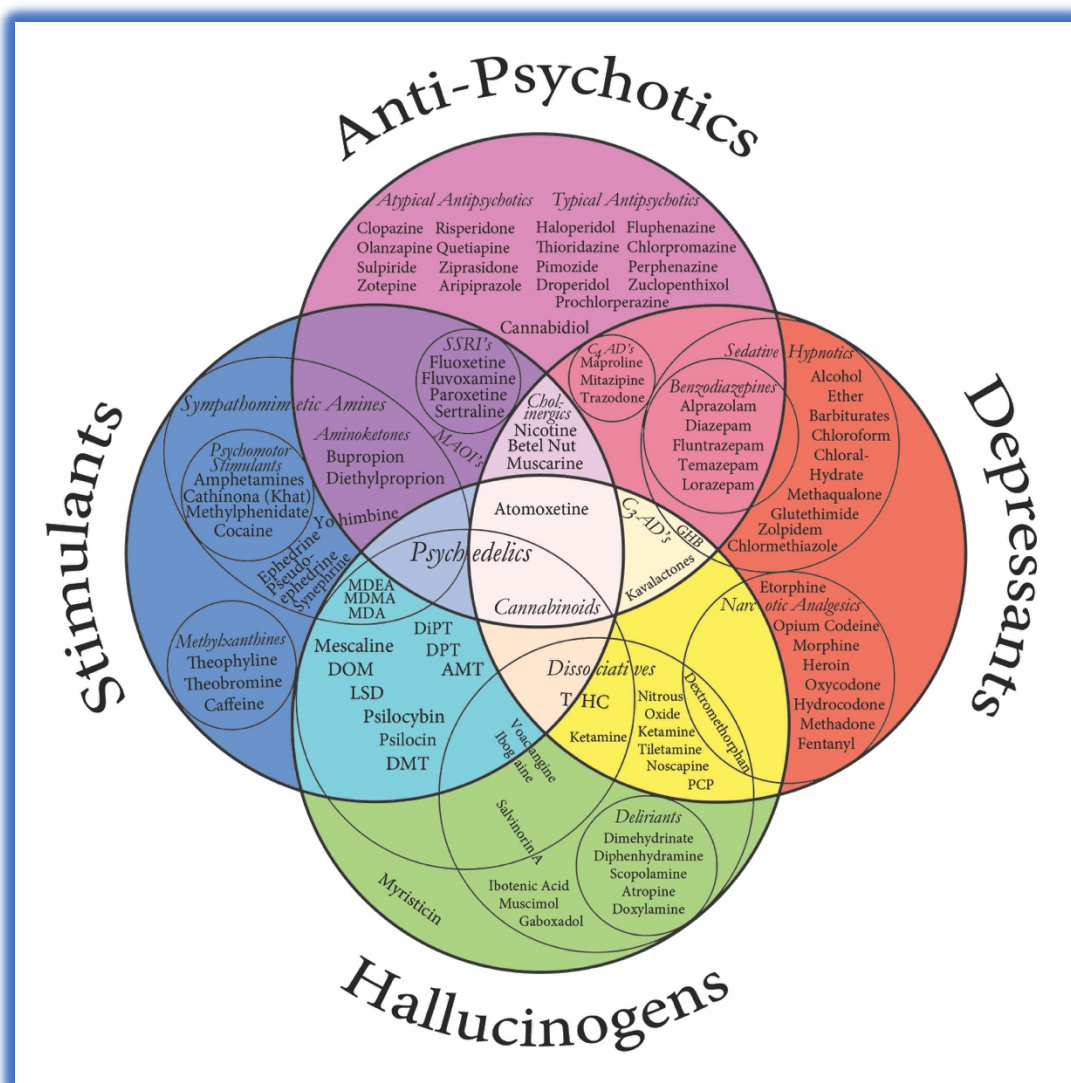 Anti-Psychotics
Atypical Antipsychotics
Clopazine Risperidone
Olanzapine Quetiapine
Sulpiride Ziprasidone
Zotepine Aripiprazole
Typical Antipsychotics
Haloperidol Fluphenazine
Thioridazine Chlorpromazine
Pimozide Perphenazine
Droperidol Zuclopenthixol
Prochlorperazine
Cannabidiol
Stimulants
Sympathomimetic Amines
Psychomotor
Stimulants
Amphetamines
Cathinona (Khat)
Methylphenidate
Cocaine
Ephedrine
Pseudo-
ephedrine
Synephrine
Yohimbine
Methylxanthines
Theophyline
Theobromine
Caffeine
SSRI's
Fluoxetine
Fluvoxamine
Paroxetine
Sertraline
MAOI's
Aminoketones
Bupropion
Diethylproprion
Chol-
inergics
Nicotine
Betel Nut
Muscarine
C4 AD's
Maproline
Mitazipine
Trazodone
Sedative Hypnotics
Benzodiazepines
Alprazolam
Diazepam
Fluntrazepam
Temazepam
Lorazepam
Alcohol
Ether
Barbiturates
Chloroform
Chloral-
Hydrate
Methaqualone
Glutethimide
Zolpidem
Chlormethiazole
Depressants
Atomoxetine
C3-AD's
GHB
Kavalactones
Psychedelics
Cannabinoids
MDEA
MDMA
MDA
DiPT
DPT
AMT
Mescaline
DOM
LSD
Psilocybin
Psilocin
DMT
Dissociatives
THC
Ketamine
Nitrous
Oxide
Ketamine
Tiletamine
Noscapine
PCP
Dextromethorphan
Narcotic Analgesics
Etorphine
Opium Codeine
Morphine
Heroin
Oxycodone
Hydrocodone
Methadone
Fentanyl
Voacangine
Ibogaine
Salvinorin A
Deliriants
Dimehydrinate
Diphenhydramine
Scopolamine
Atropine
Doxylamine
Ibotenic Acid
Muscimol
Gaboxadol
Myristicin
Hallucinogens